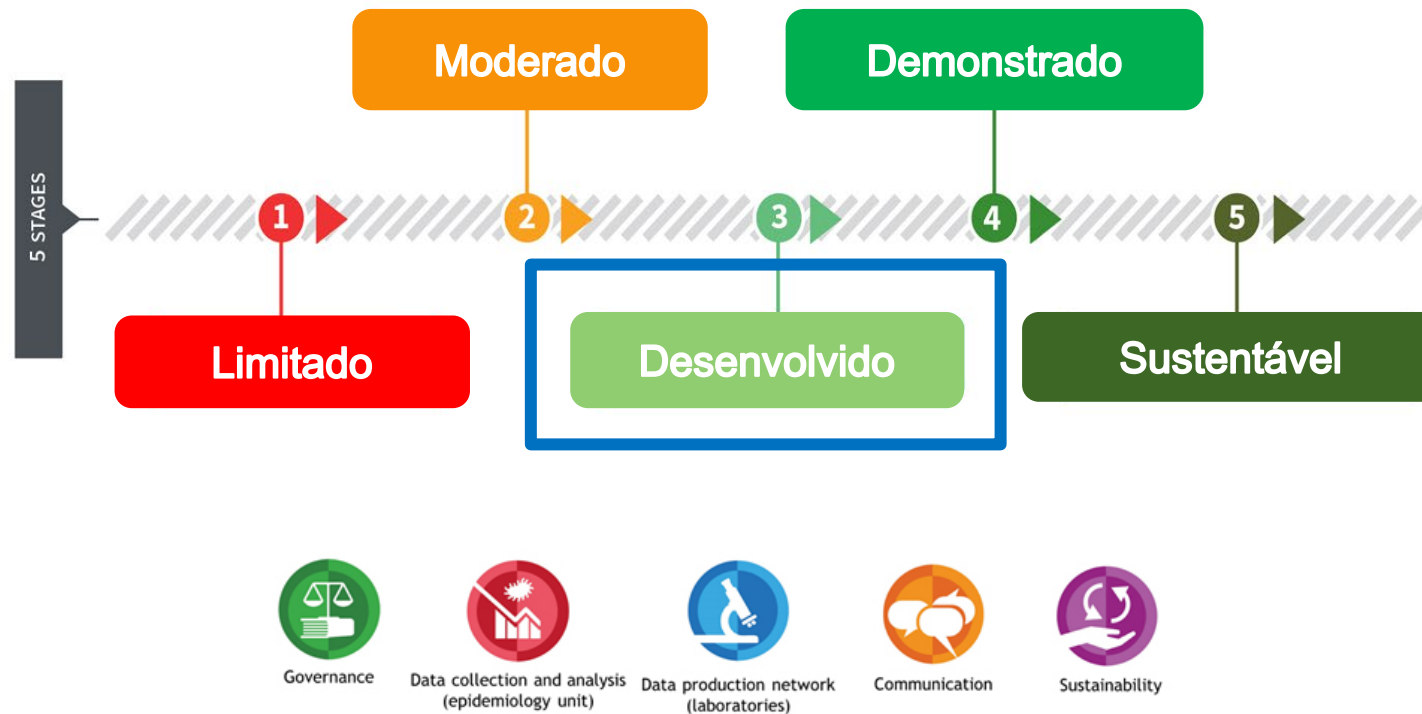 Moderado
Demonstrado
5 STAGES
1
2
3
4
5
Limitado
Desenvolvido
Sustentável
Governance
Data collection and analysis
(epidemiology unit)
Data production network
(laboratories)
Communication
Sustainability